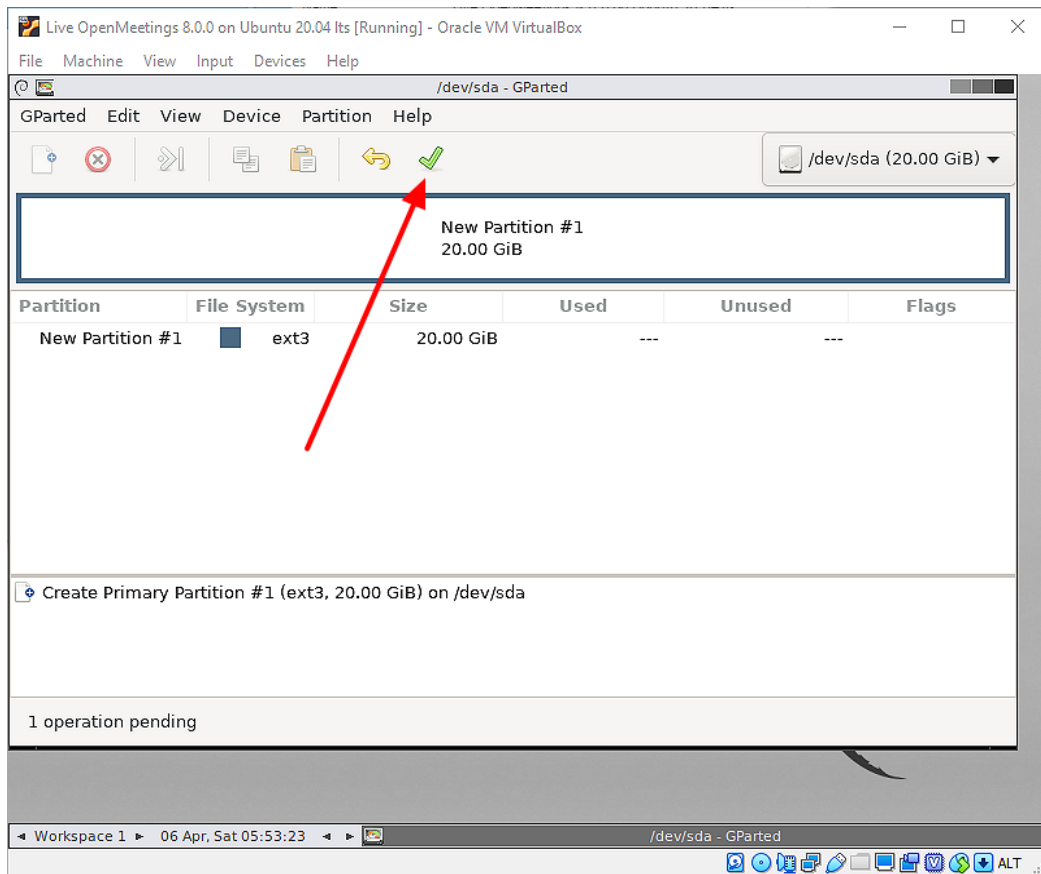 Live OpenMeetings 8.0.0 on Ubuntu 20.04 lts [Running] - Oracle VM VirtualBox
File Machine View Input Devices Help
/dev/sda - GParted
GParted Edit View Device Partition Help
/dev/sda (20.00 GiB)
New Partition #1
20.00 GiB
Partition File System Size Used Unused Flags
New Partition #1 ext3 20.00 GiB --- ---
Create Primary Partition #1 (ext3, 20.00 GiB) on /dev/sda
1 operation pending
Workspace 1 06 Apr, Sat 05:53:23 /dev/sda - GParted
ALT